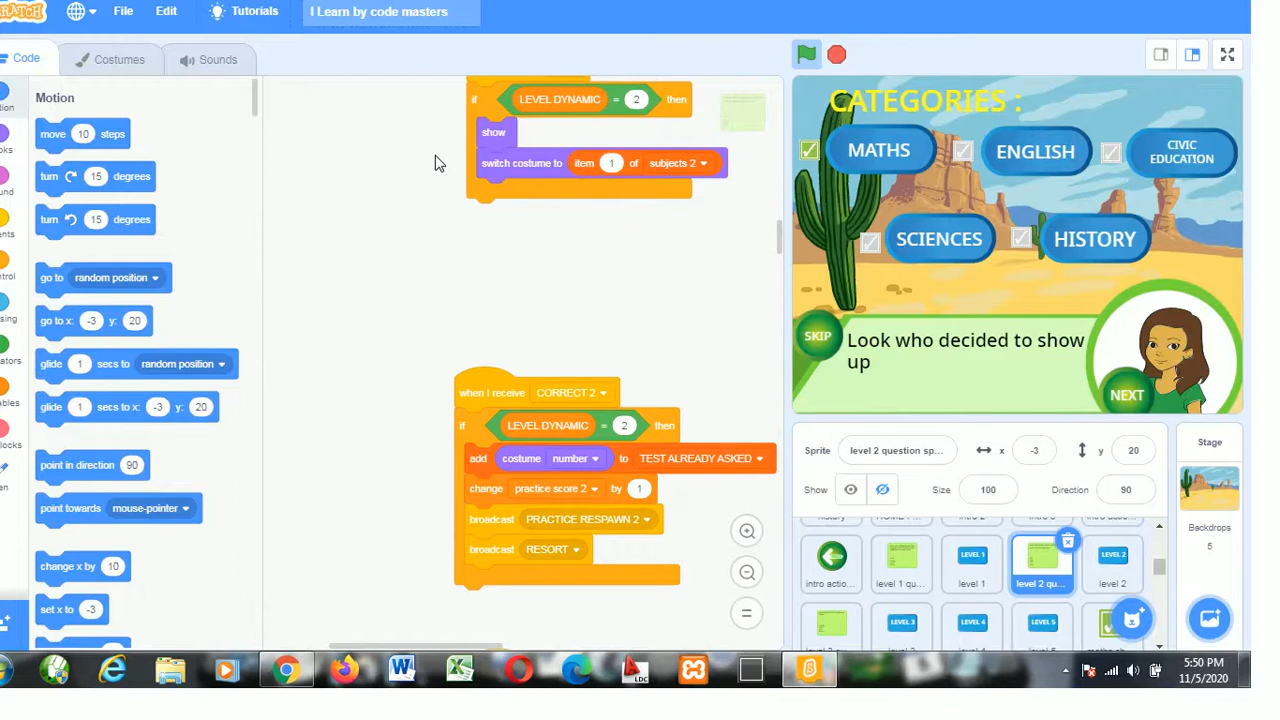 File
Edit
Tutorials
I Learn by code masters
Code
Costumes
Sounds
Motion
move 10 steps
turn 15 degrees
turn 15 degrees
go to random position
go to x: -3 y: 20
glide 1 secs to random position
glide 1 secs to x: -3 y: 20
point in direction 90
point towards mouse-pointer
change x by 10
set x to -3
if LEVEL DYNAMIC = 2 then
show
switch costume to item 1 of subjects 2
when I receive CORRECT 2
if LEVEL DYNAMIC = 2 then
add costume number to TEST ALREADY ASKED
change practice score 2 by 1
broadcast PRACTICE RESPAWN 2
broadcast RESORT
CATEGORIES :
MATHS
ENGLISH
CIVIC
EDUCATION
SCIENCES
HISTORY
SKIP
Look who decided to show
up
NEXT
Sprite level 2 question sp... x -3 y 20
Show Size 100 Direction 90
Stage
Backdrops
5
intro actio...
level 1 qu...
LEVEL 1
level 1
level 2 qu...
LEVEL 2
level 2
LEVEL 3
LEVEL 4
LEVEL 5
LDC
5:50 PM
11/5/2020